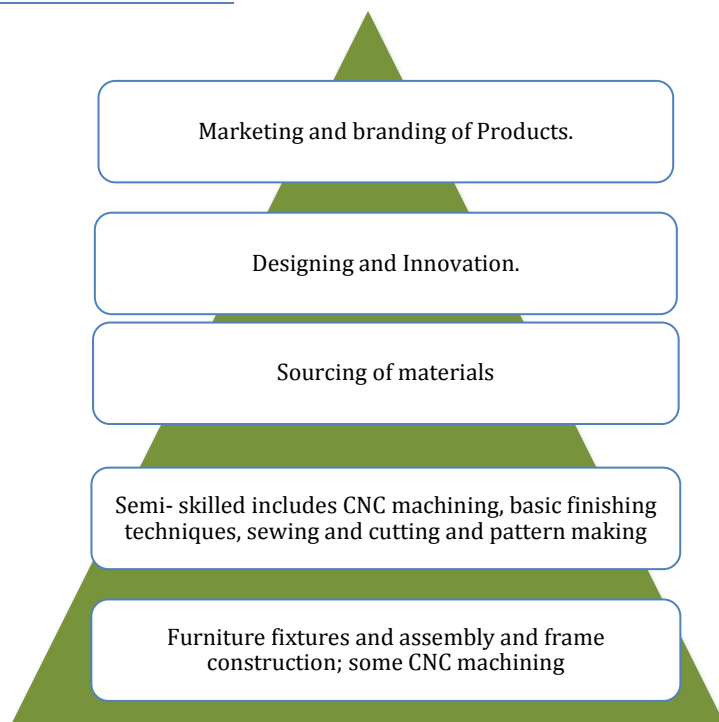 Marketing and branding of Products.
Designing and Innovation.
Sourcing of materials
Semi- skilled includes CNC machining, basic finishing
techniques, sewing and cutting and pattern making
Furniture fixtures and assembly and frame
construction; some CNC machining